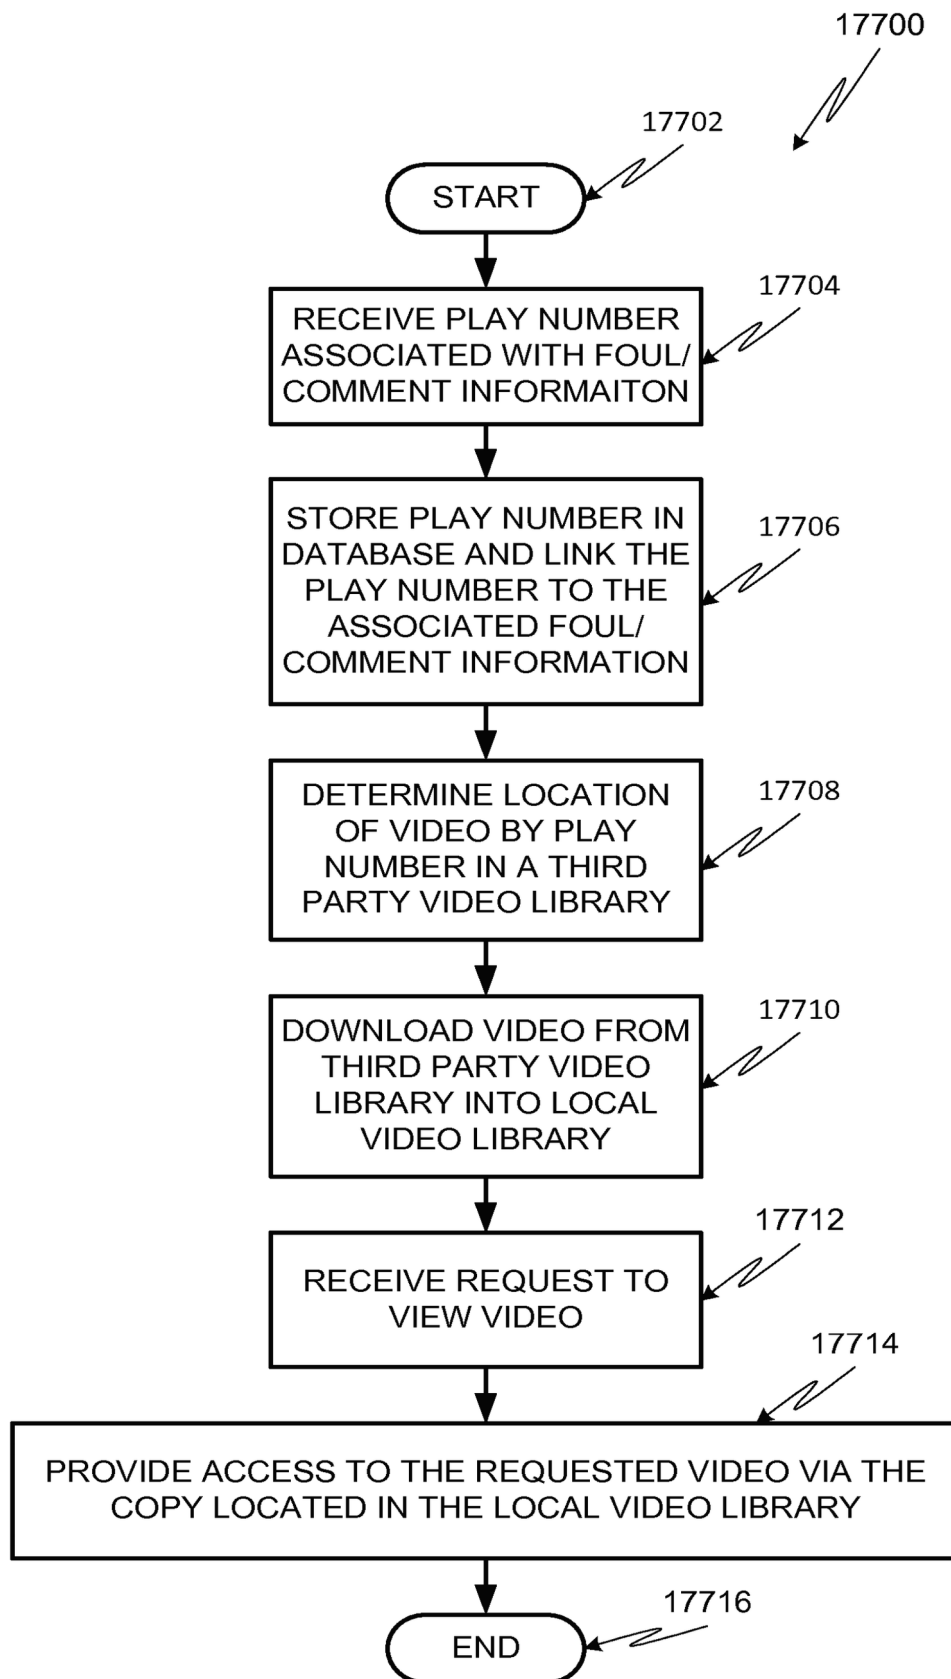 17700
17702
START
17704
RECEIVE PLAY NUMBER
ASSOCIATED WITH FOUL/
COMMENT INFORMAITON
17706
STORE PLAY NUMBER IN
DATABASE AND LINK THE
PLAY NUMBER TO THE
ASSOCIATED FOUL/
COMMENT INFORMATION
17708
DETERMINE LOCATION
OF VIDEO BY PLAY
NUMBER IN A THIRD
PARTY VIDEO LIBRARY
17710
DOWNLOAD VIDEO FROM
THIRD PARTY VIDEO
LIBRARY INTO LOCAL
VIDEO LIBRARY
17712
RECEIVE REQUEST TO
VIEW VIDEO
17714
PROVIDE ACCESS TO THE REQUESTED VIDEO VIA THE
COPY LOCATED IN THE LOCAL VIDEO LIBRARY
17716
END